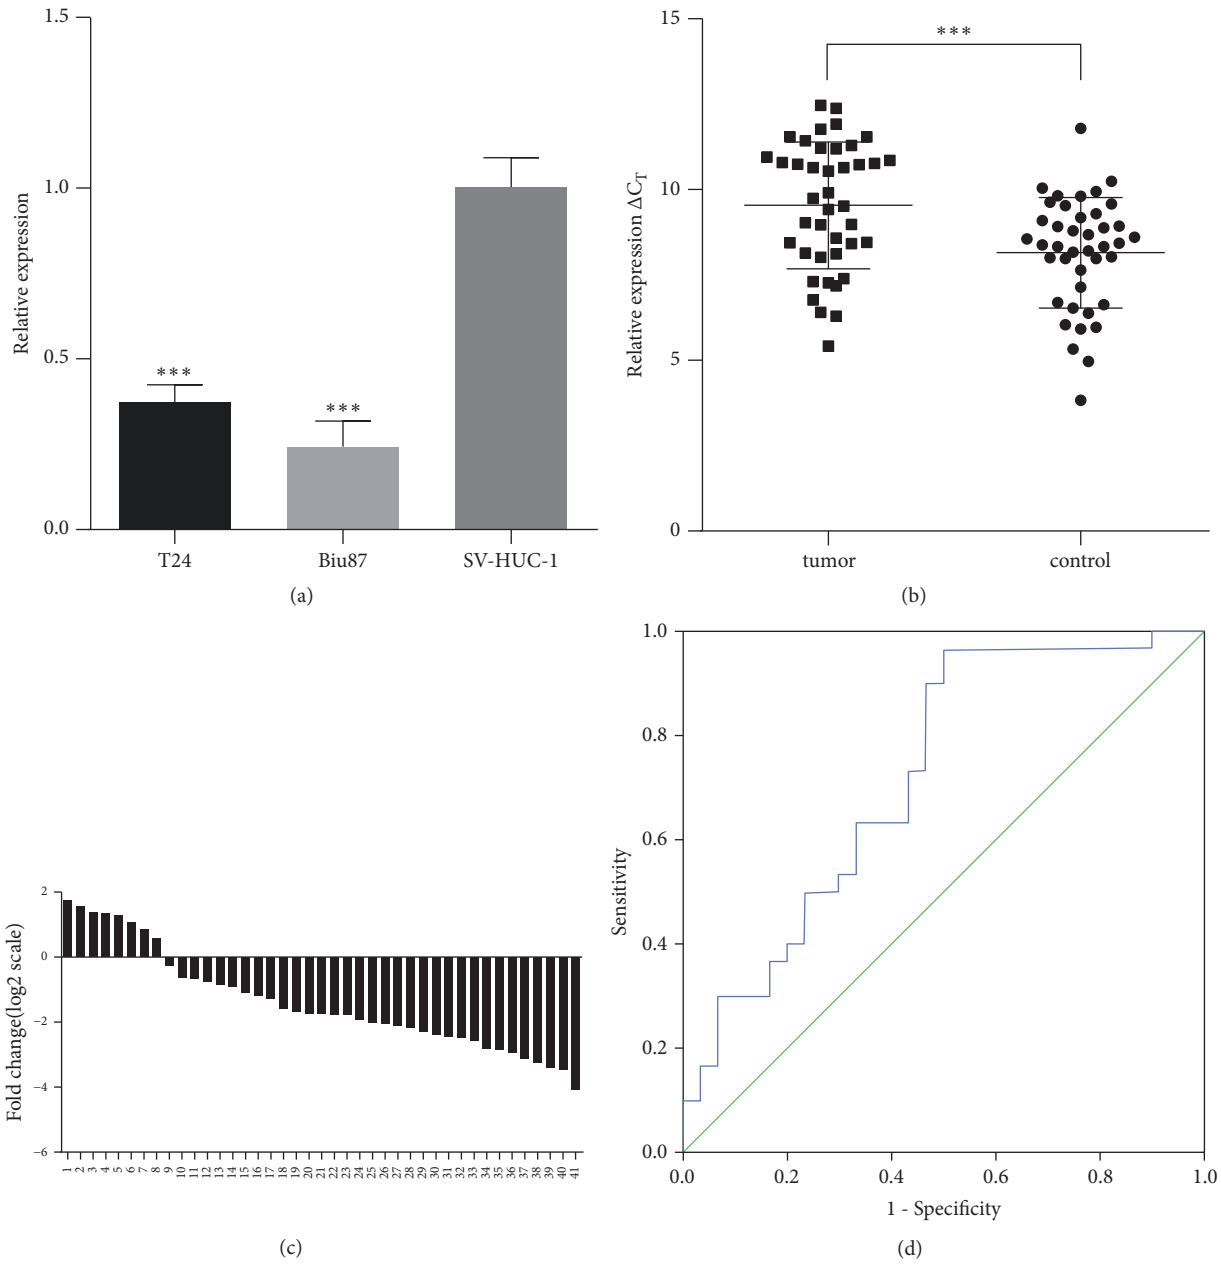 1.5
1.0
0.5
0.0
Relative expression
***
***
T24
Biu87
SV-HUC-1
(a)
15
10
5
0
Relative expression ΔC_T
***
tumor
control
(b)
2
0
−2
−4
−6
Fold change(log2 scale)
1 2 3 4 5 6 7 8 9 10 11 12 13 14 15 16 17 18 19 20 21 22 23 24 25 26 27 28 29 30 31 32 33 34 35 36 37 38 39 40 41
(c)
1.0
0.8
0.6
0.4
0.2
0.0
Sensitivity
0.0 0.2 0.4 0.6 0.8 1.0
1 - Specificity
(d)